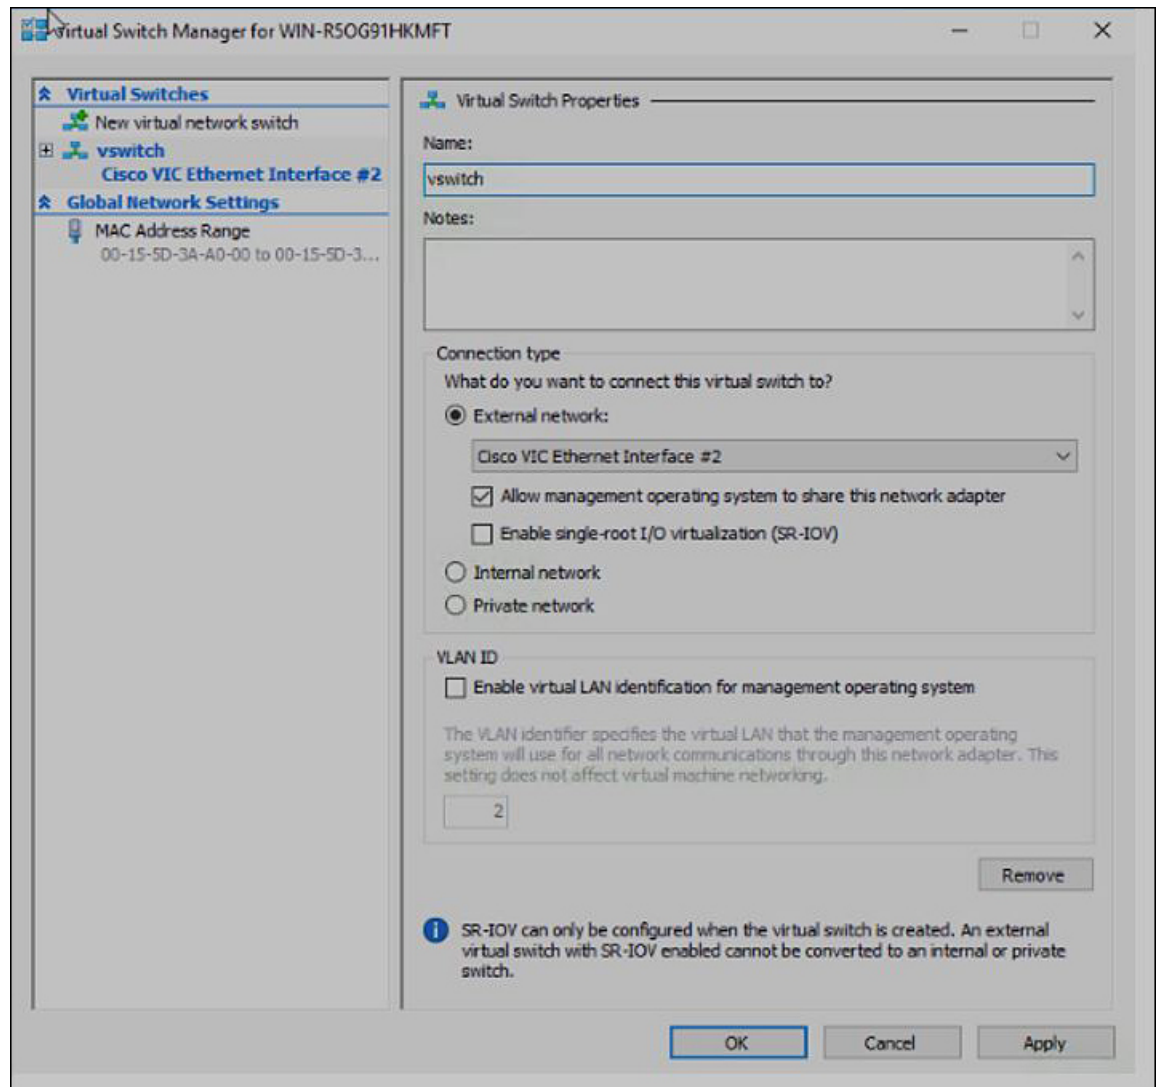 Virtual Switch Manager for WIN-R5OG91HKMFT
Virtual Switches
New virtual network switch
vswitch
Cisco VIC Ethernet Interface #2
Global Network Settings
MAC Address Range
00-15-5D-3A-A0-00 to 00-15-5D-3...
Virtual Switch Properties
Name:
vswitch
Notes:
Connection type
What do you want to connect this virtual switch to?
External network:
Cisco VIC Ethernet Interface #2
Allow management operating system to share this network adapter
Enable single-root I/O virtualization (SR-IOV)
Internal network
Private network
VLAN ID
Enable virtual LAN identification for management operating system
The VLAN identifier specifies the virtual LAN that the management operating
system will use for all network communications through this network adapter. This
setting does not affect virtual machine networking.
2
Remove
SR-IOV can only be configured when the virtual switch is created. An external
virtual switch with SR-IOV enabled cannot be converted to an internal or private
switch.
OK
Cancel
Apply